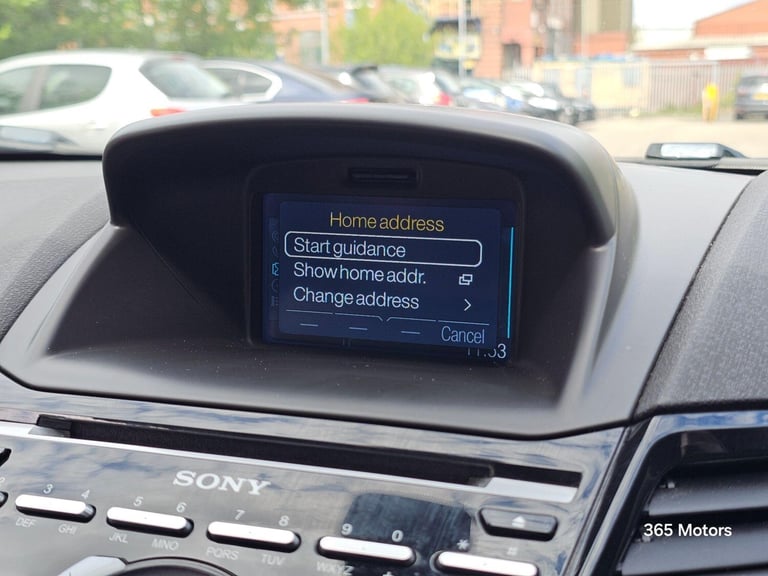 Home address
Start guidance
Show home addr.
Change address
Cancel
11:53
SONY
3 4 5 6 7 8 9 0 * #
DEF GHI JKL MNO PQRS TUV WXYZ +
365 Motors